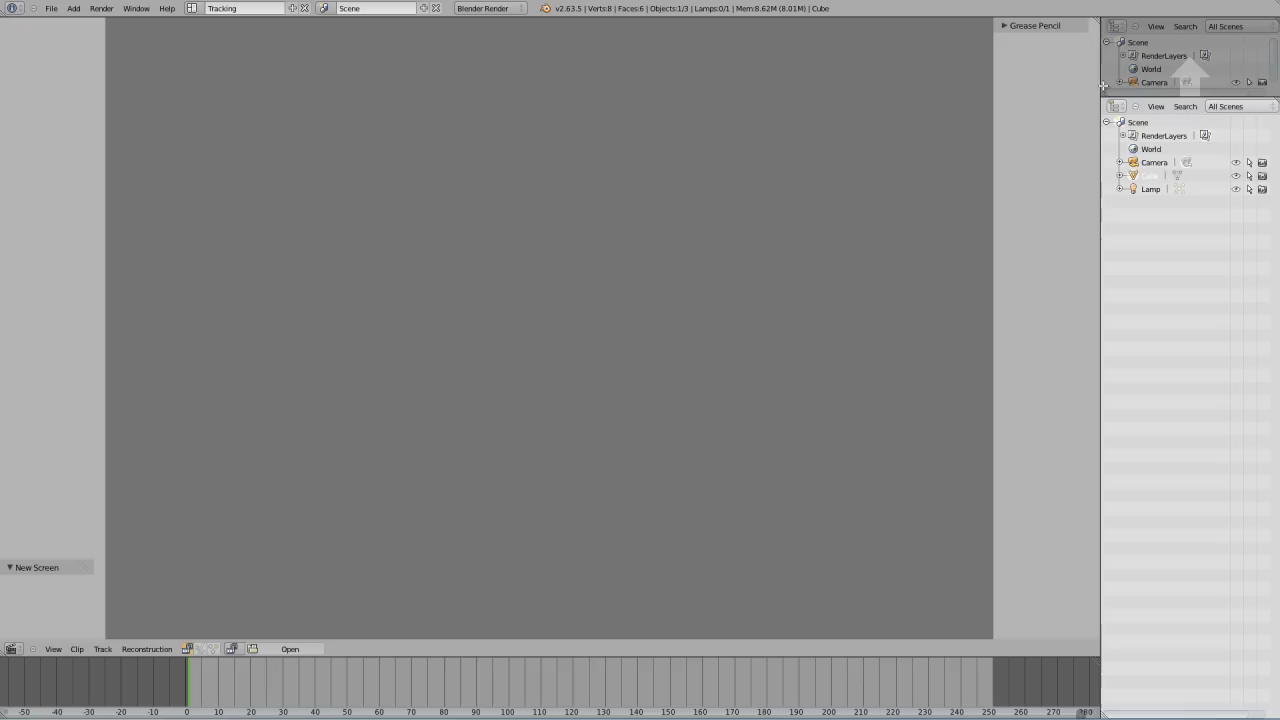 File Add Render Window Help Tracking Scene Blender Render v2.63.5 | Verts:8 | Faces:6 | Objects:1/3 | Lamps:0/1 | Mem:8.62M (8.01M) | Cube
Grease Pencil
View Search All Scenes
Scene
RenderLayers
World
Camera
View Search All Scenes
Scene
RenderLayers
World
Camera
Cube
Lamp
New Screen
View Clip Track Reconstruction Open
-50 -40 -30 -20 -10 0 10 20 30 40 50 60 70 80 90 100 110 120 130 140 150 160 170 180 190 200 210 220 230 240 250 260 270 280